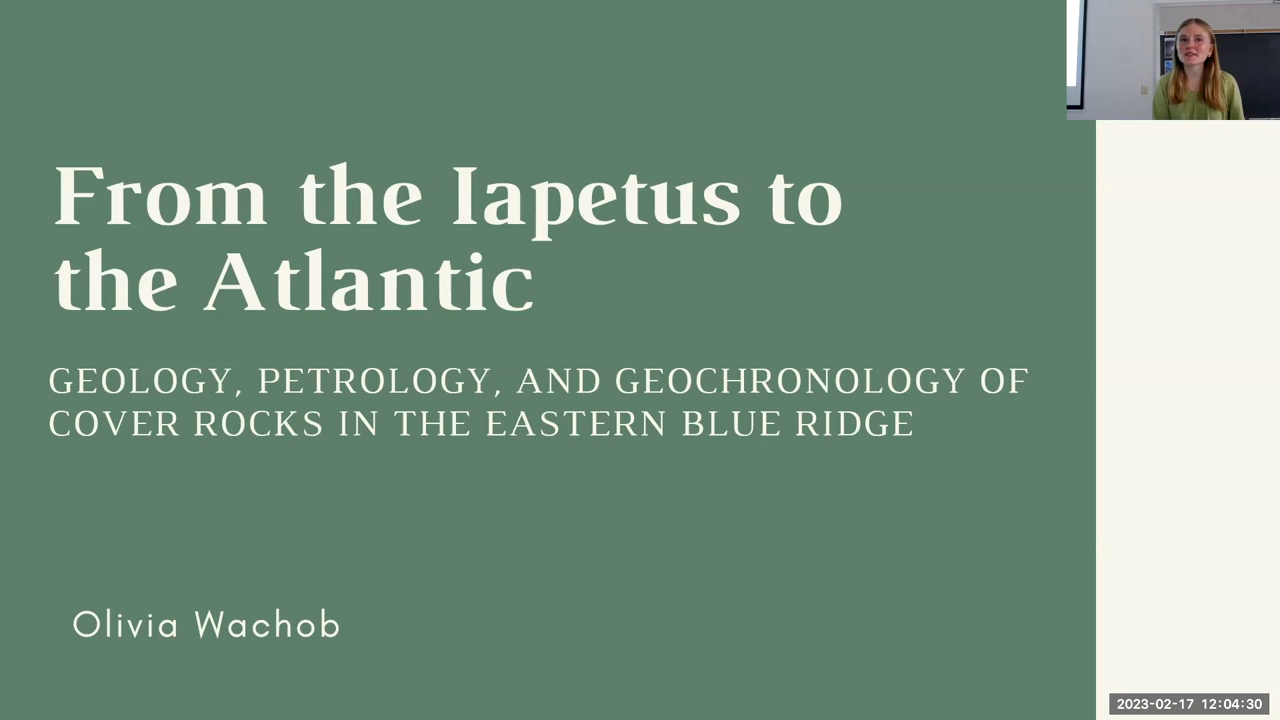 From the Iapetus to
the Atlantic
GEOLOGY, PETROLOGY, AND GEOCHRONOLOGY OF
COVER ROCKS IN THE EASTERN BLUE RIDGE
Olivia Wachob
2023-02-17 12:04:30